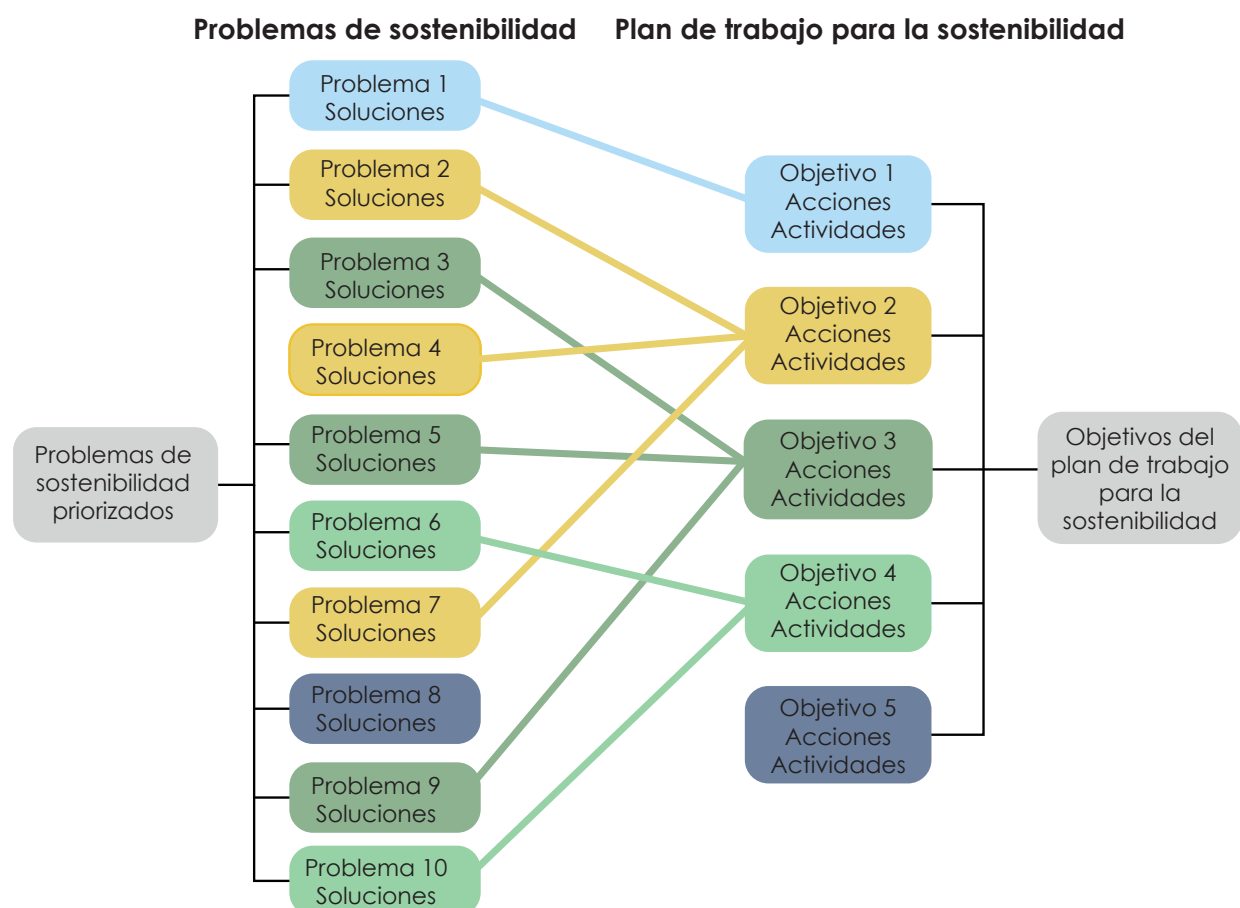 Problemas de sostenibilidad
Plan de trabajo para la sostenibilidad
Problemas de
sostenibilidad
priorizados
Problema 1
Soluciones
Problema 2
Soluciones
Problema 3
Soluciones
Problema 4
Soluciones
Problema 5
Soluciones
Problema 6
Soluciones
Problema 7
Soluciones
Problema 8
Soluciones
Problema 9
Soluciones
Problema 10
Soluciones
Objetivo 1
Acciones
Actividades
Objetivo 2
Acciones
Actividades
Objetivo 3
Acciones
Actividades
Objetivo 4
Acciones
Actividades
Objetivo 5
Acciones
Actividades
Objetivos del
plan de trabajo
para la
sostenibilidad